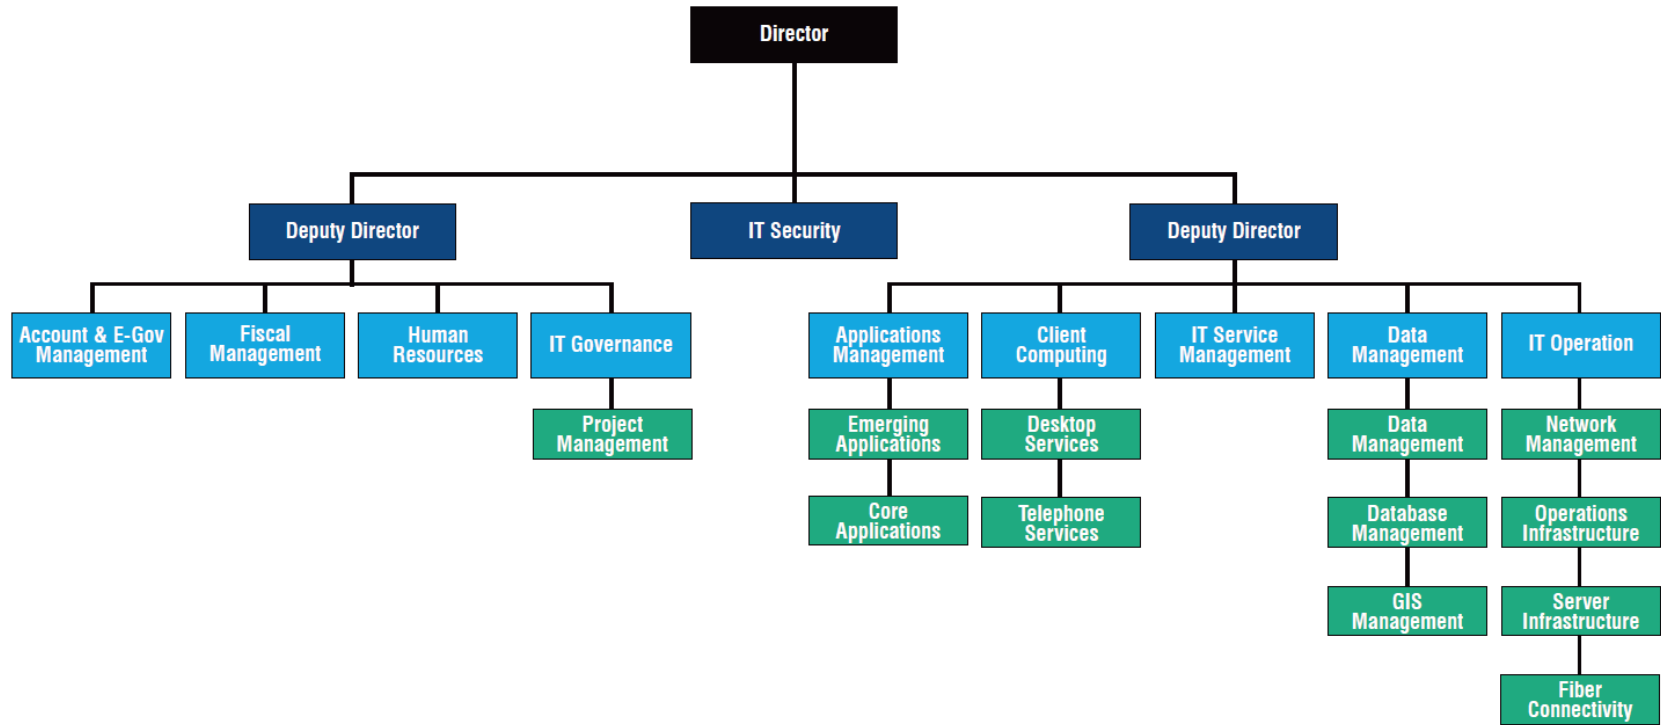 Director
Deputy Director
IT Security
Deputy Director
Account & E-Gov
Management
Fiscal
Management
Human
Resources
IT Governance
Applications
Management
Client
Computing
IT Service
Management
Data
Management
IT Operation
Project
Management
Emerging
Applications
Desktop
Services
Data
Management
Network
Management
Core
Applications
Telephone
Services
Database
Management
Operations
Infrastructure
GIS
Management
Server
Infrastructure
Fiber
Connectivity